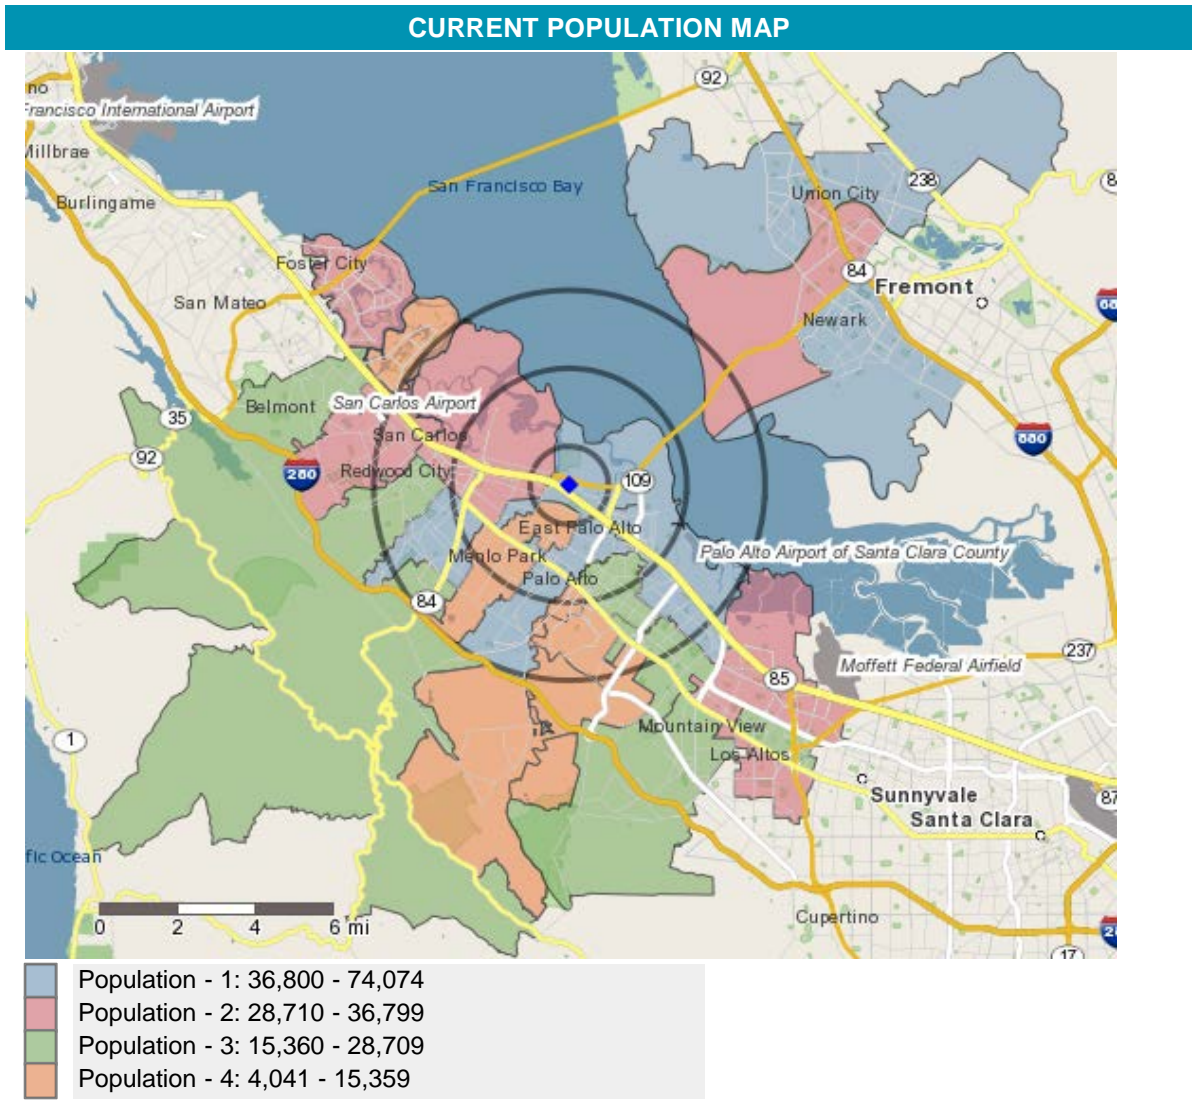 CURRENT POPULATION MAP
92
no
Francisco International Airport
Millbrae
238
8
San Francisco Bay
Union City
Burlingame
Foster City
84
Fremont
San Mateo
Newark
Belmont
San Carlos Airport
35
San Carlos
880
92
280
Redwood City
109
East Palo Alto
Menlo Park
Palo Alto
Palo Alto Airport of Santa Clara County
84
237
Moffett Federal Airfield
85
1
Mountain View
Los Altos
Sunnyvale
87
Santa Clara
fic Ocean
Cupertino
0 2 4 6 mi
17
Population - 1: 36,800 - 74,074
Population - 2: 28,710 - 36,799
Population - 3: 15,360 - 28,709
Population - 4: 4,041 - 15,359